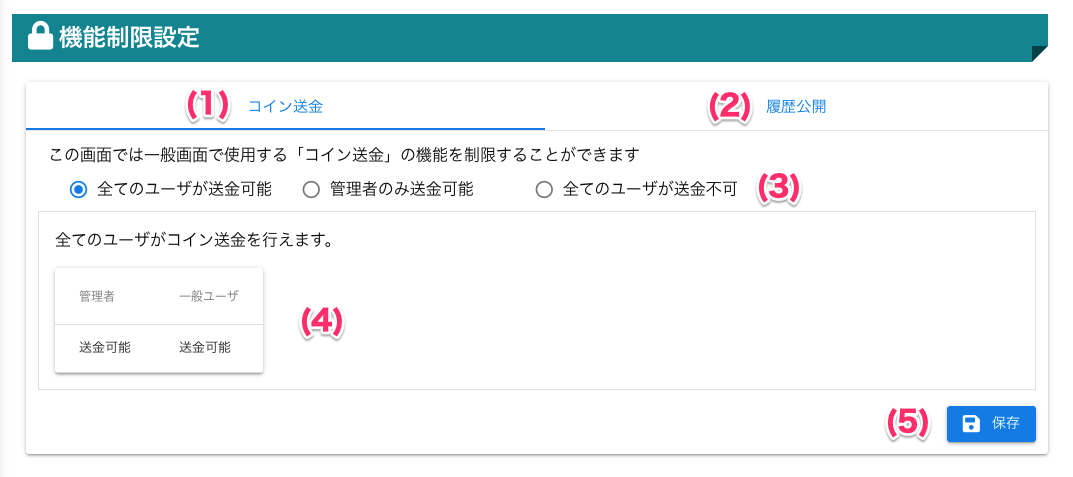 機能制限設定
(1) コイン送金 (2) 履歴公開
この画面では一般画面で使用する「コイン送金」の機能を制限することができます
全てのユーザが送金可能 管理者のみ送金可能 全てのユーザが送金不可 (3)
全てのユーザがコイン送金を行えます。
管理者 一般ユーザ
(4)
送金可能 送金可能
(5) 保存